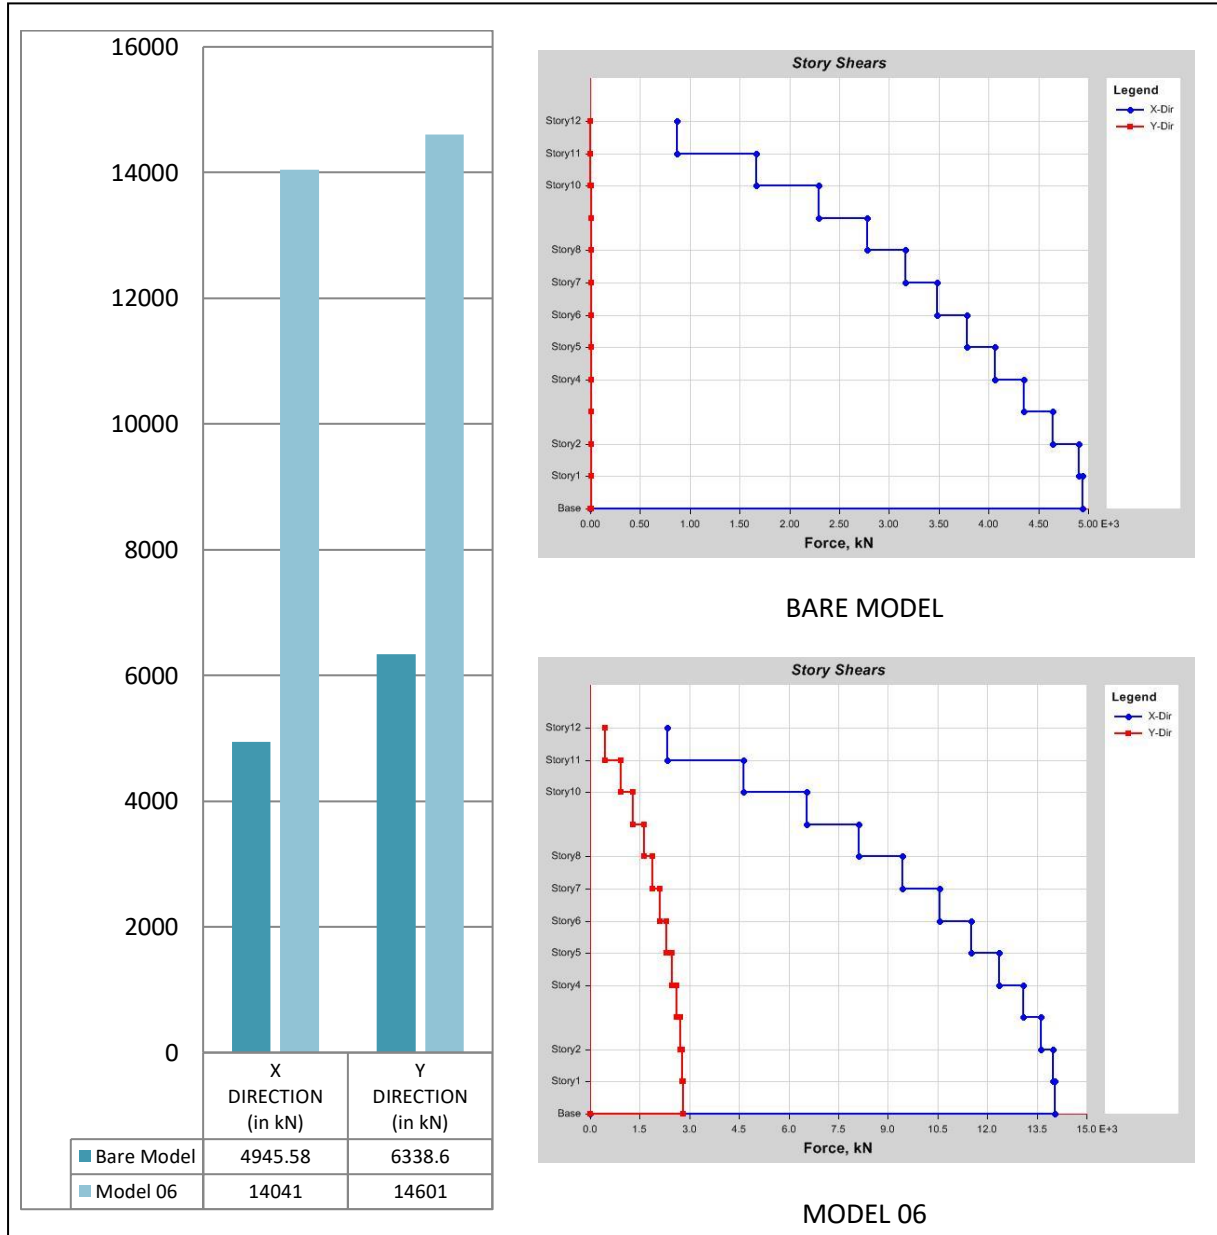 16000
14000
12000
10000
8000
6000
4000
2000
0
X
DIRECTION
(in kN)
Y
DIRECTION
(in kN)
Bare Model 4945.58 6338.6
Model 06 14041 14601
Story Shears
Legend
X-Dir
Y-Dir
Story12
Story11
Story10
Story8
Story7
Story6
Story5
Story4
Story2
Story1
Base
0.00 0.50 1.00 1.50 2.00 3.00 3.50 4.00 4.50 5.00 E+3
Force, kN
BARE MODEL
Story Shears
Legend
X-Dir
Y-Dir
Story12
Story11
Story10
Story8
Story7
Story6
Story5
Story4
Story2
Story1
Base
0.0 1.5 3.0 4.5 6.0 7.5 9.0 10.5 12.0 13.5 15.0 E+3
Force, kN
MODEL 06